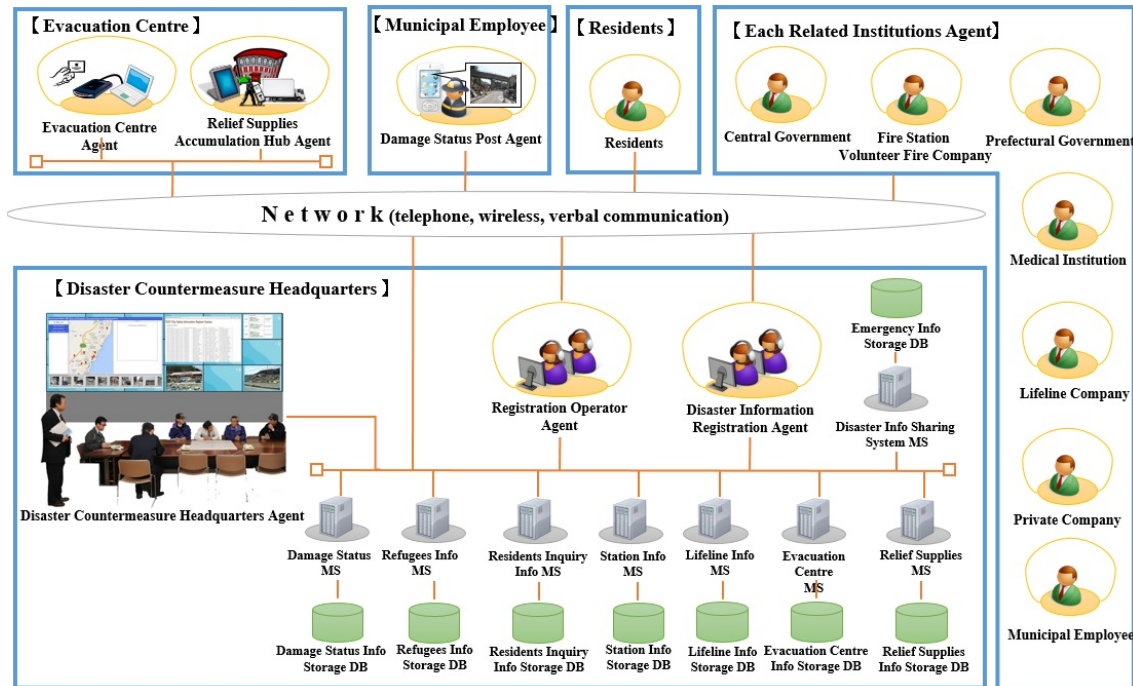 【 Evacuation Centre 】
Evacuation Centre
Agent
Relief Supplies
Accumulation Hub Agent
【 Municipal Employee 】
Damage Status Post Agent
【 Residents 】
Residents
【 Each Related Institutions Agent】
Central Government
Fire Station
Volunteer Fire Company
Prefectural Government
Medical Institution
Lifeline Company
Private Company
Municipal Employee
N e t w o r k (telephone, wireless, verbal communication)
【 Disaster Countermeasure Headquarters 】
Disaster Countermeasure Headquarters Agent
Registration Operator
Agent
Disaster Information
Registration Agent
Emergency Info
Storage DB
Disaster Info Sharing
System MS
Damage Status
MS
Refugees Info
MS
Residents Inquiry
Info MS
Station Info
MS
Lifeline Info
MS
Evacuation
Centre
MS
Relief Supplies
MS
Damage Status Info
Storage DB
Refugees Info
Storage DB
Residents Inquiry
Info Storage DB
Station Info
Storage DB
Lifeline Info
Storage DB
Evacuation Centre
Info Storage DB
Relief Supplies
Info Storage DB